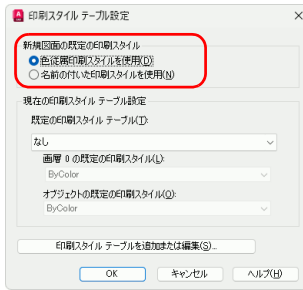 印刷スタイル テーブル設定
新規図面の既定の印刷スタイル
色従属印刷スタイルを使用(D)
名前の付いた印刷スタイルを使用(N)
現在の印刷スタイル テーブル設定
既定の印刷スタイル テーブル(T):
なし
画層 0 の既定の印刷スタイル(L):
ByColor
オブジェクトの既定の印刷スタイル(O):
ByColor
印刷スタイル テーブルを追加または編集(S)...
OK キャンセル ヘルプ(H)